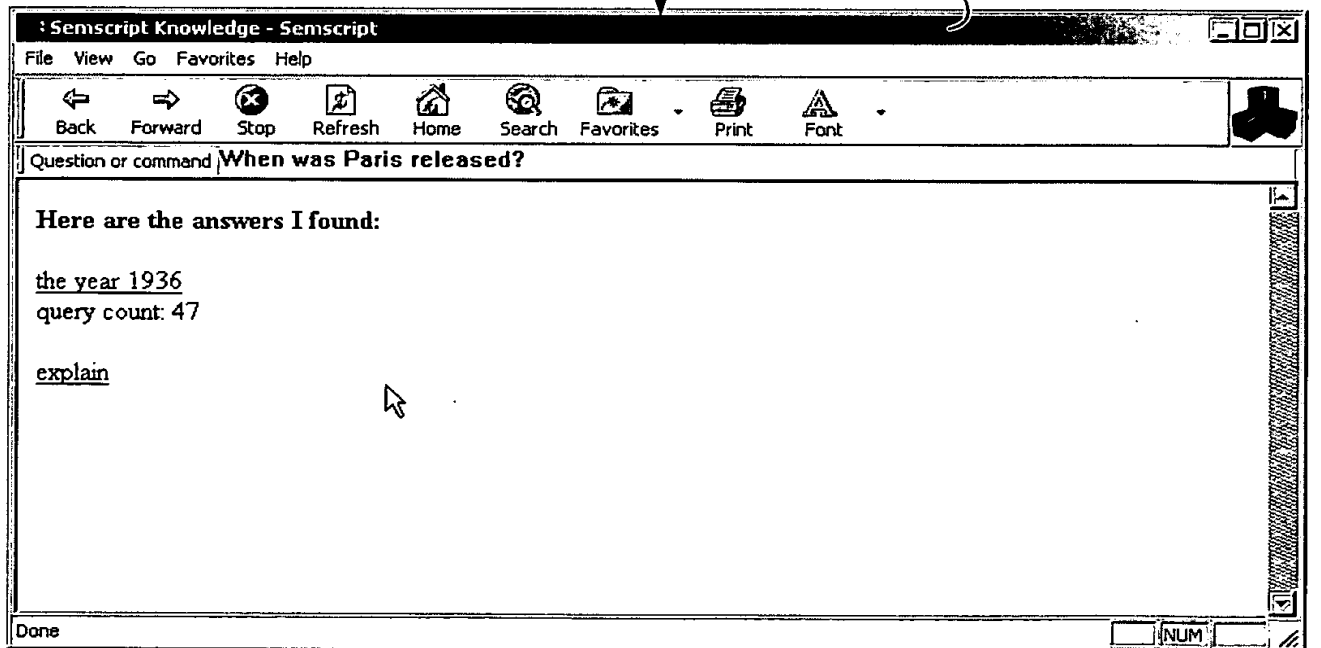 : Semscript Knowledge - Semscript
File View Go Favorites Help
Back Forward Stop Refresh Home Search Favorites Print Font
Question or command When was Paris released?
Here are the answers I found:
the year 1936
query count: 47
explain
Done NUM